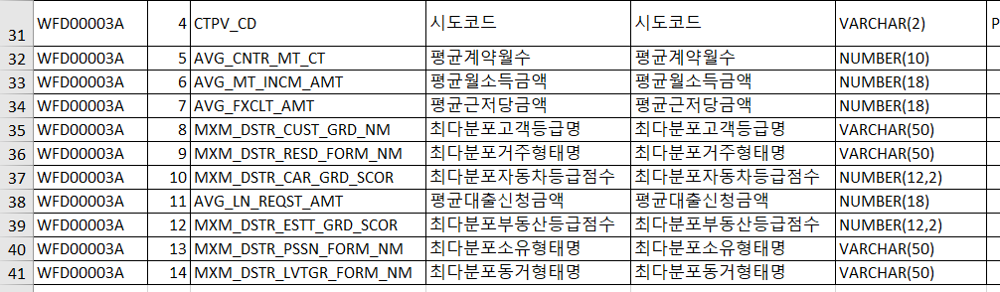 31 WFD00003A 4 CTPV_CD 시도코드 시도코드 VARCHAR(2) P
32 WFD00003A 5 AVG_CNTR_MT_CT 평균계약월수 평균계약월수 NUMBER(10)
33 WFD00003A 6 AVG_MT_INCM_AMT 평균월소득금액 평균월소득금액 NUMBER(18)
34 WFD00003A 7 AVG_FXCLT_AMT 평균근저당금액 평균근저당금액 NUMBER(18)
35 WFD00003A 8 MXM_DSTR_CUST_GRD_NM 최다분포고객등급명 최다분포고객등급명 VARCHAR(50)
36 WFD00003A 9 MXM_DSTR_RESD_FORM_NM 최다분포거주형태명 최다분포거주형태명 VARCHAR(50)
37 WFD00003A 10 MXM_DSTR_CAR_GRD_SCOR 최다분포자동차등급점수 최다분포자동차등급점수 NUMBER(12,2)
38 WFD00003A 11 AVG_LN_REQST_AMT 평균대출신청금액 평균대출신청금액 NUMBER(18)
39 WFD00003A 12 MXM_DSTR_ESTT_GRD_SCOR 최다분포부동산등급점수 최다분포부동산등급점수 NUMBER(12,2)
40 WFD00003A 13 MXM_DSTR_PSSN_FORM_NM 최다분포소유형태명 최다분포소유형태명 VARCHAR(50)
41 WFD00003A 14 MXM_DSTR_LVTGR_FORM_NM 최다분포동거형태명 최다분포동거형태명 VARCHAR(50)